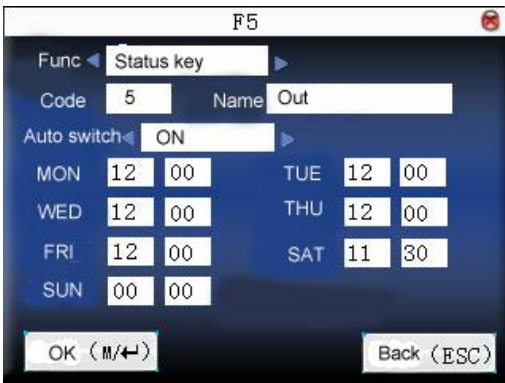 F5
Func Status key
Code 5 Name Out
Auto switch ON
MON 12 00 TUE 12 00
WED 12 00 THU 12 00
FRI 12 00 SAT 11 30
SUN 00 00
OK (M/↵) Back (ESC)